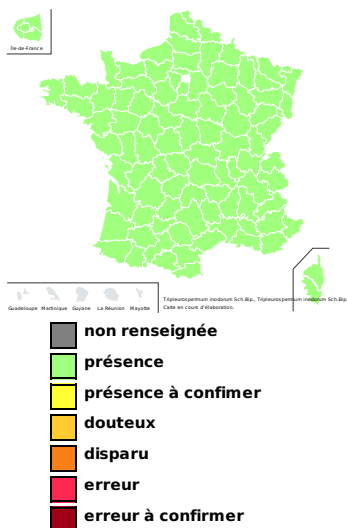 Île-de-France
Guadeloupe Martinique Guyane La Réunion Mayotte
Tripleurospermum inodorum Sch.Bip., Tripleurospermum inodorum Sch.Bip.
Carte en cours d'élaboration.
non renseignée
présence
présence à confimer
douteux
disparu
erreur
erreur à confirmer